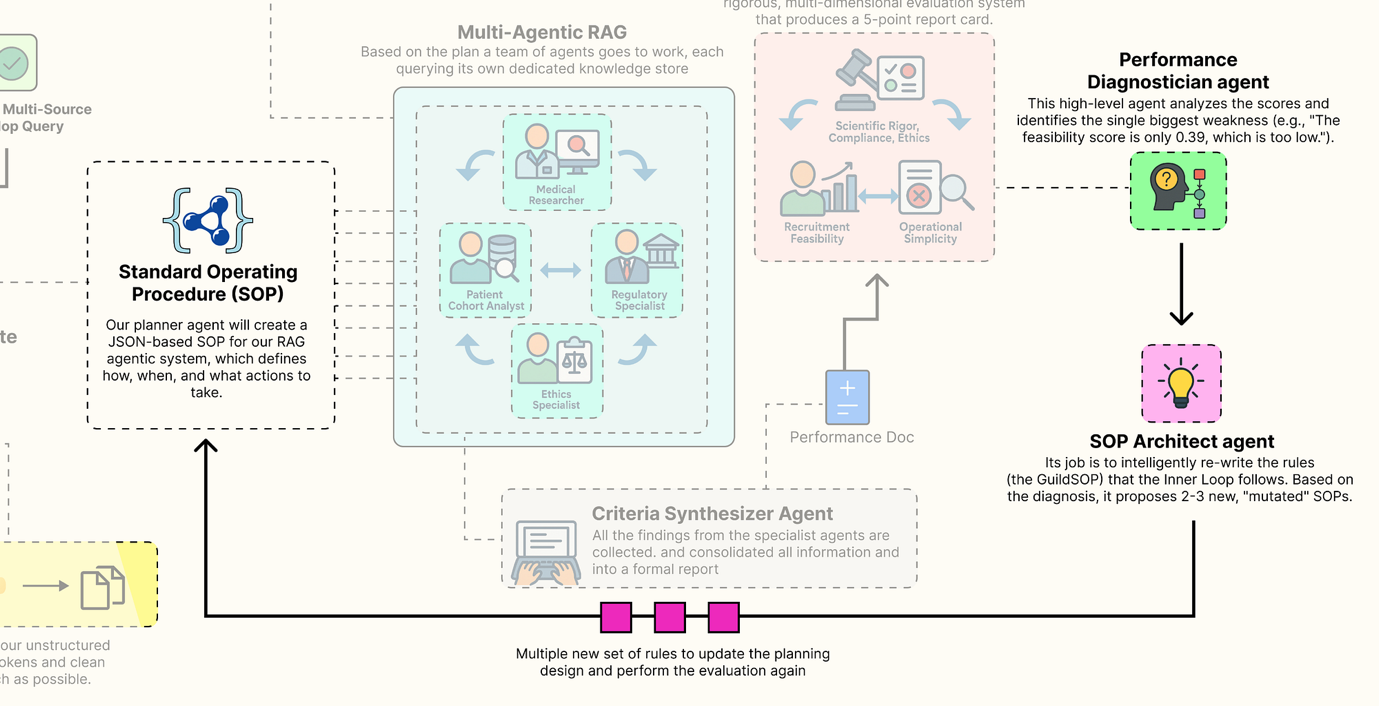 rigorous, multi-dimensional evaluation system
that produces a 5-point report card.
Multi-Agentic RAG
Based on the plan a team of agents goes to work, each
querying its own dedicated knowledge store
Multi-Source
Query
Medical
Researcher
Patient
Cohort Analyst
Regulatory
Specialist
Ethics
Specialist
Scientific Rigor,
Compliance, Ethics
Recruitment
Feasibility
Operational
Simplicity
Performance
Diagnostician agent
This high-level agent analyzes the scores and
identifies the single biggest weakness (e.g., "The
feasibility score is only 0.39, which is too low.").
?
Standard Operating
Procedure (SOP)
Our planner agent will create a
JSON-based SOP for our RAG
agentic system, which defines
how, when, and what actions to
take.
te
Performance Doc
SOP Architect agent
Its job is to intelligently re-write the rules
(the GuildSOP) that the Inner Loop follows. Based on
the diagnosis, it proposes 2-3 new, "mutated" SOPs.
Criteria Synthesizer Agent
All the findings from the specialist agents are
collected. and consolidated all information and
into a formal report
our unstructured
okens and clean
ch as possible.
Multiple new set of rules to update the planning
design and perform the evaluation again